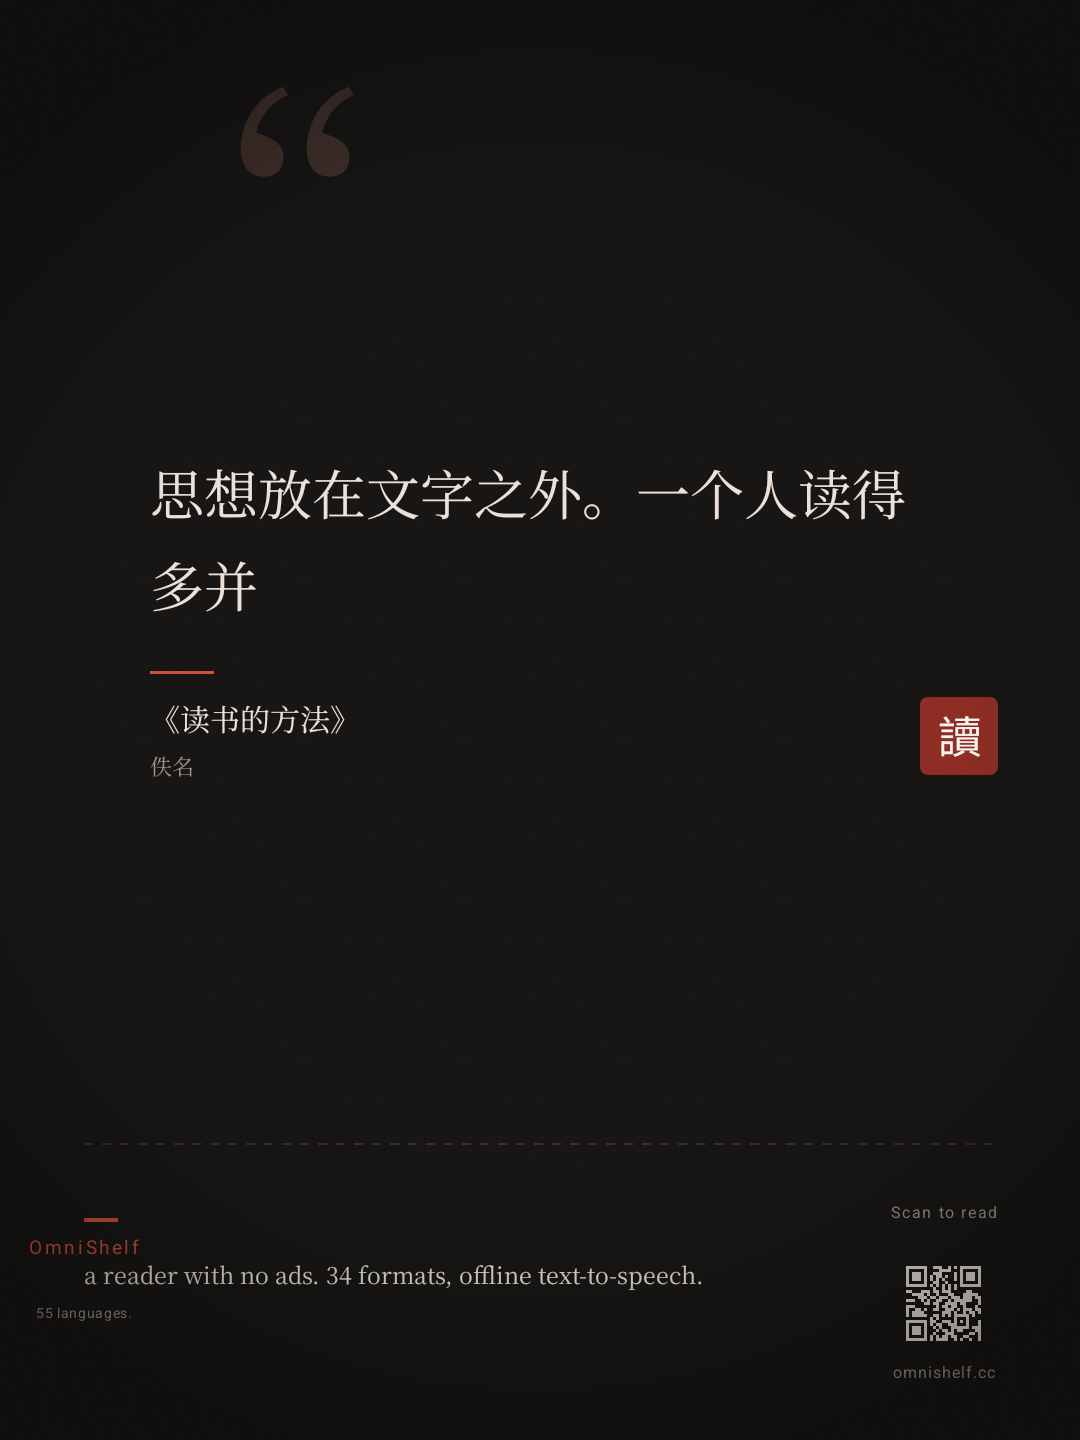 “
思想放在文字之外。一个人读得
多并
《读书的方法》
佚名
讀
Scan to read
OmniShelf
a reader with no ads. 34 formats, offline text-to-speech.
55 languages.
omnishelf.cc